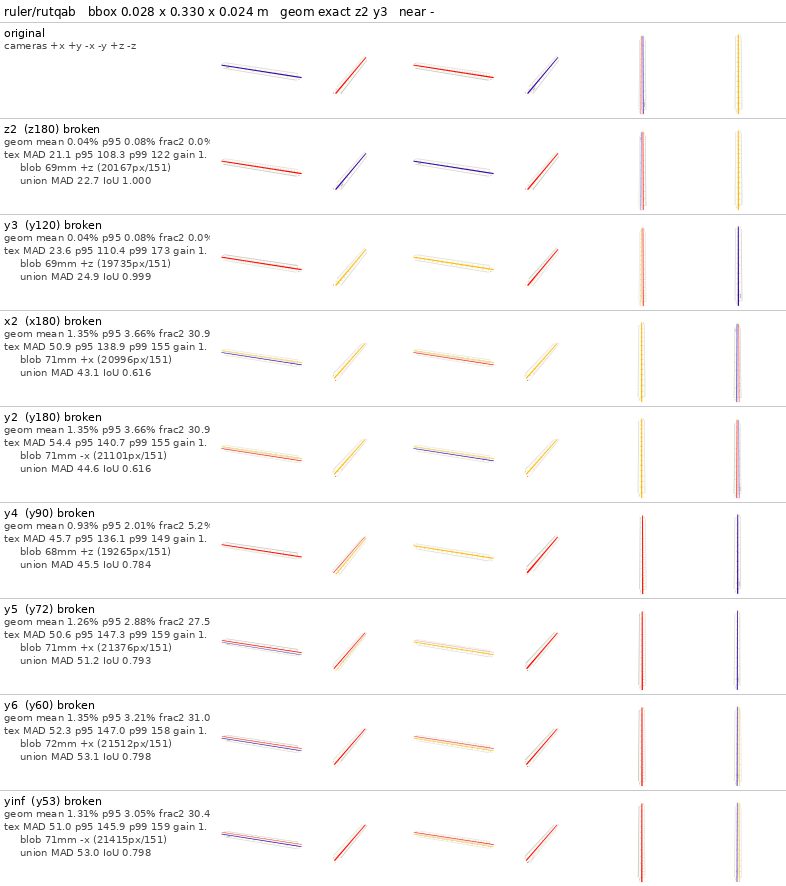 ruler/rutqab   bbox 0.028 x 0.330 x 0.024 m   geom exact z2 y3   near -
original
cameras +x +y -x -y +z -z
z2  (z180) broken
geom mean 0.04% p95 0.08% frac2 0.0%
tex MAD 21.1 p95 108.3 p99 122 gain 1.
blob 69mm +z (20167px/151)
union MAD 22.7 IoU 1.000
y3  (y120) broken
geom mean 0.04% p95 0.08% frac2 0.0%
tex MAD 23.6 p95 110.4 p99 173 gain 1.
blob 69mm +z (19735px/151)
union MAD 24.9 IoU 0.999
x2  (x180) broken
geom mean 1.35% p95 3.66% frac2 30.9
tex MAD 50.9 p95 138.9 p99 155 gain 1.
blob 71mm +x (20996px/151)
union MAD 43.1 IoU 0.616
y2  (y180) broken
geom mean 1.35% p95 3.66% frac2 30.9
tex MAD 54.4 p95 140.7 p99 155 gain 1.
blob 71mm -x (21101px/151)
union MAD 44.6 IoU 0.616
y4  (y90) broken
geom mean 0.93% p95 2.01% frac2 5.2%
tex MAD 45.7 p95 136.1 p99 149 gain 1.
blob 68mm +z (19265px/151)
union MAD 45.5 IoU 0.784
y5  (y72) broken
geom mean 1.26% p95 2.88% frac2 27.5
tex MAD 50.6 p95 147.3 p99 159 gain 1.
blob 71mm +x (21376px/151)
union MAD 51.2 IoU 0.793
y6  (y60) broken
geom mean 1.35% p95 3.21% frac2 31.0
tex MAD 52.3 p95 147.0 p99 158 gain 1.
blob 72mm +x (21512px/151)
union MAD 53.1 IoU 0.798
yinf  (y53) broken
geom mean 1.31% p95 3.05% frac2 30.4
tex MAD 51.0 p95 145.9 p99 159 gain 1.
blob 71mm -x (21415px/151)
union MAD 53.0 IoU 0.798